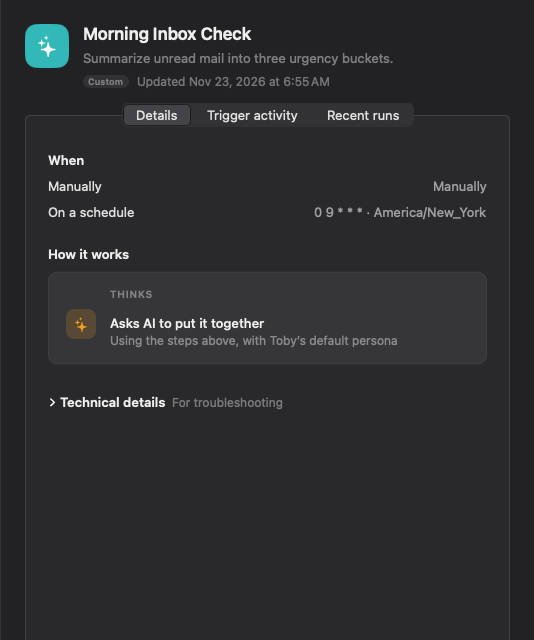 Morning Inbox Check
Summarize unread mail into three urgency buckets.
Custom Updated Nov 23, 2026 at 6:55 AM
Details Trigger activity Recent runs
When
Manually Manually
On a schedule 0 9 * * * · America/New_York
How it works
THINKS
Asks AI to put it together
Using the steps above, with Toby's default persona
Technical details For troubleshooting